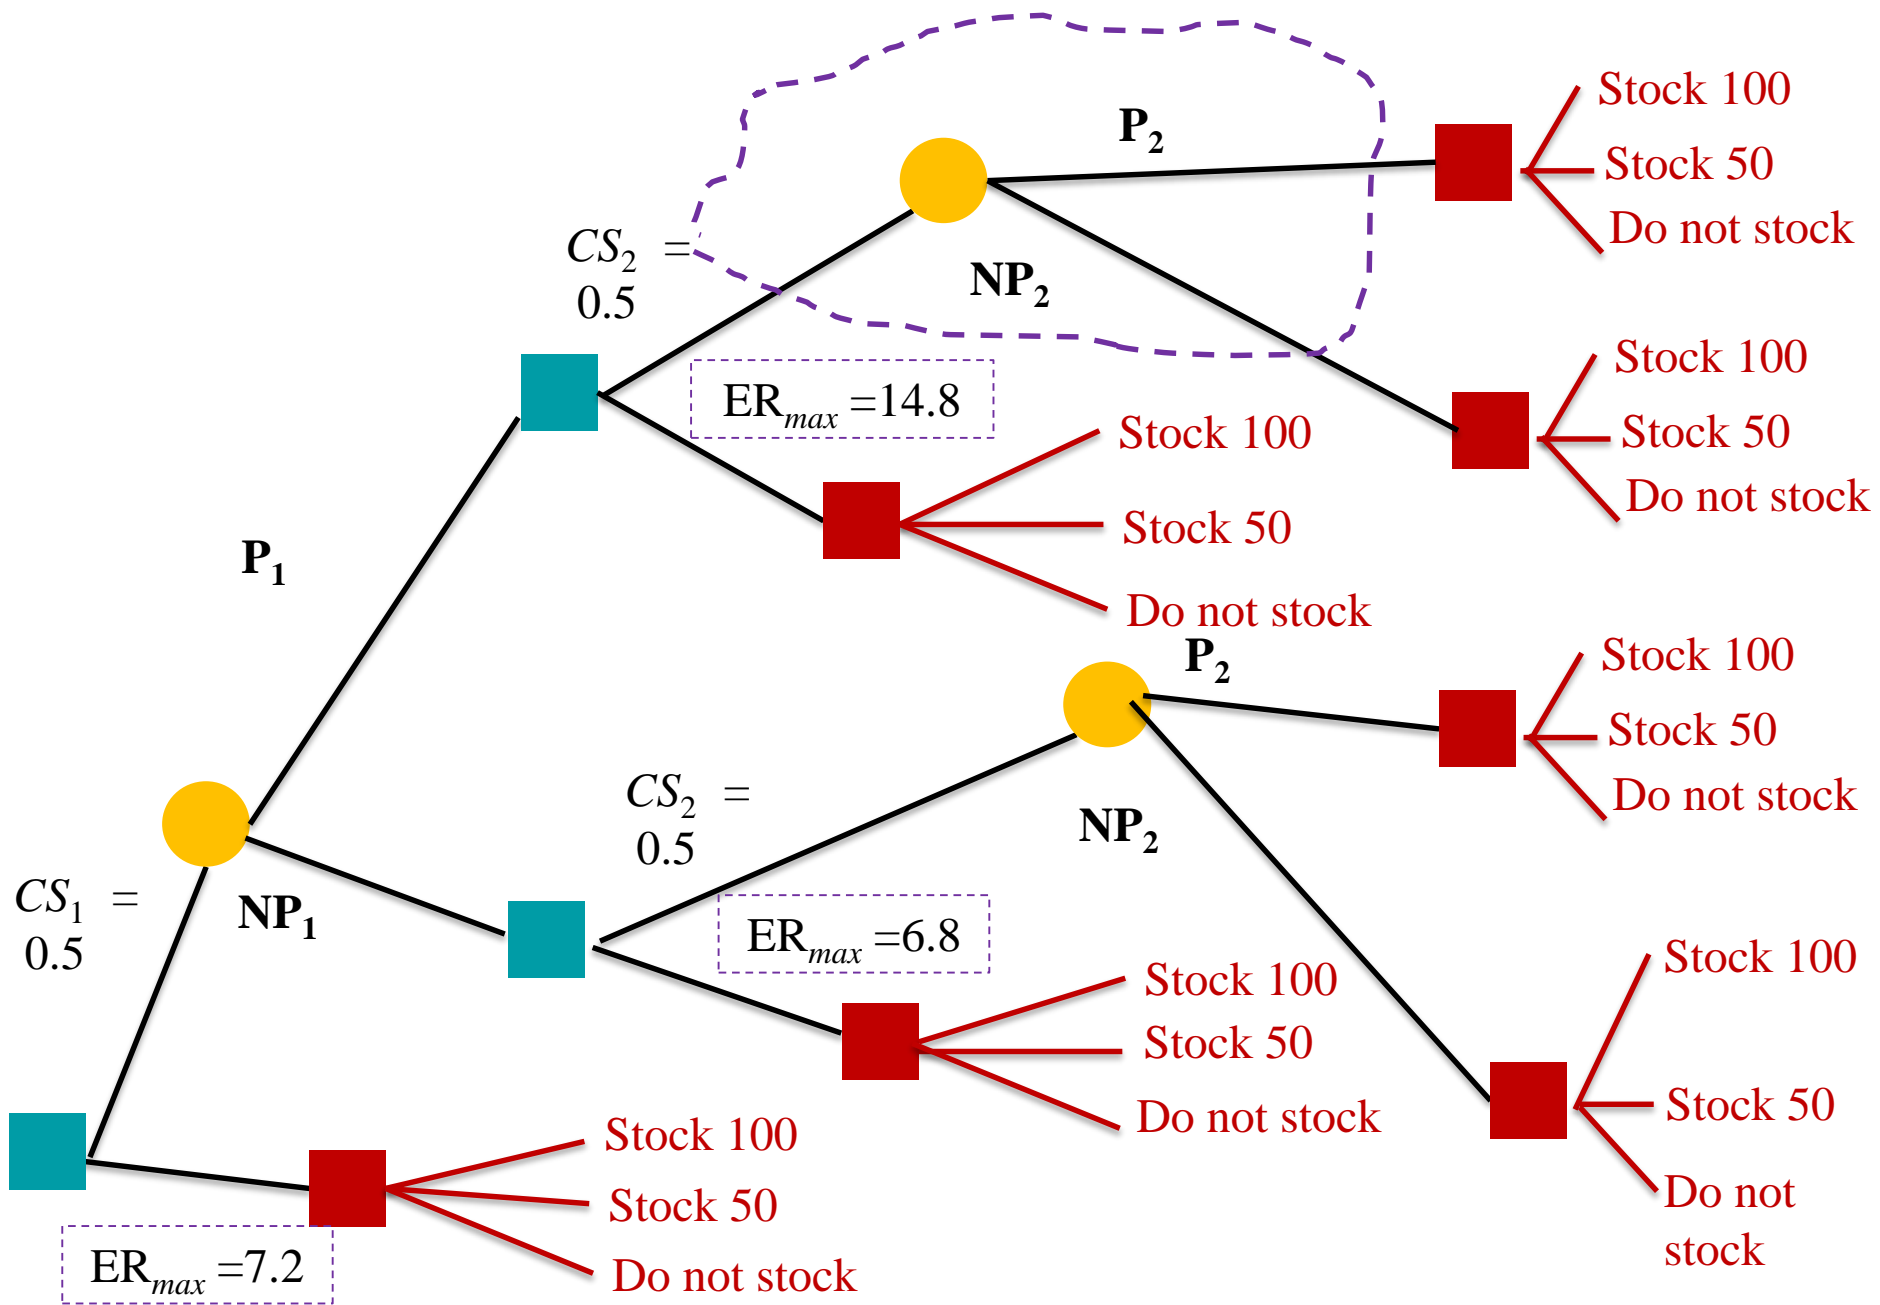 Stock 100
P₂
Stock 50
Do not stock
CS₂ =
0.5
NP₂
Stock 100
ERmax =14.8
Stock 50
Stock 100
Do not stock
Stock 50
P₁
Do not stock
P₂
Stock 100
Stock 50
CS₂ =
0.5
Do not stock
NP₂
CS₁ =
0.5
NP₁
ERmax =6.8
Stock 100
Stock 100
Stock 50
Stock 50
Do not stock
Stock 100
Stock 50
Do not
stock
ERmax =7.2
Do not stock